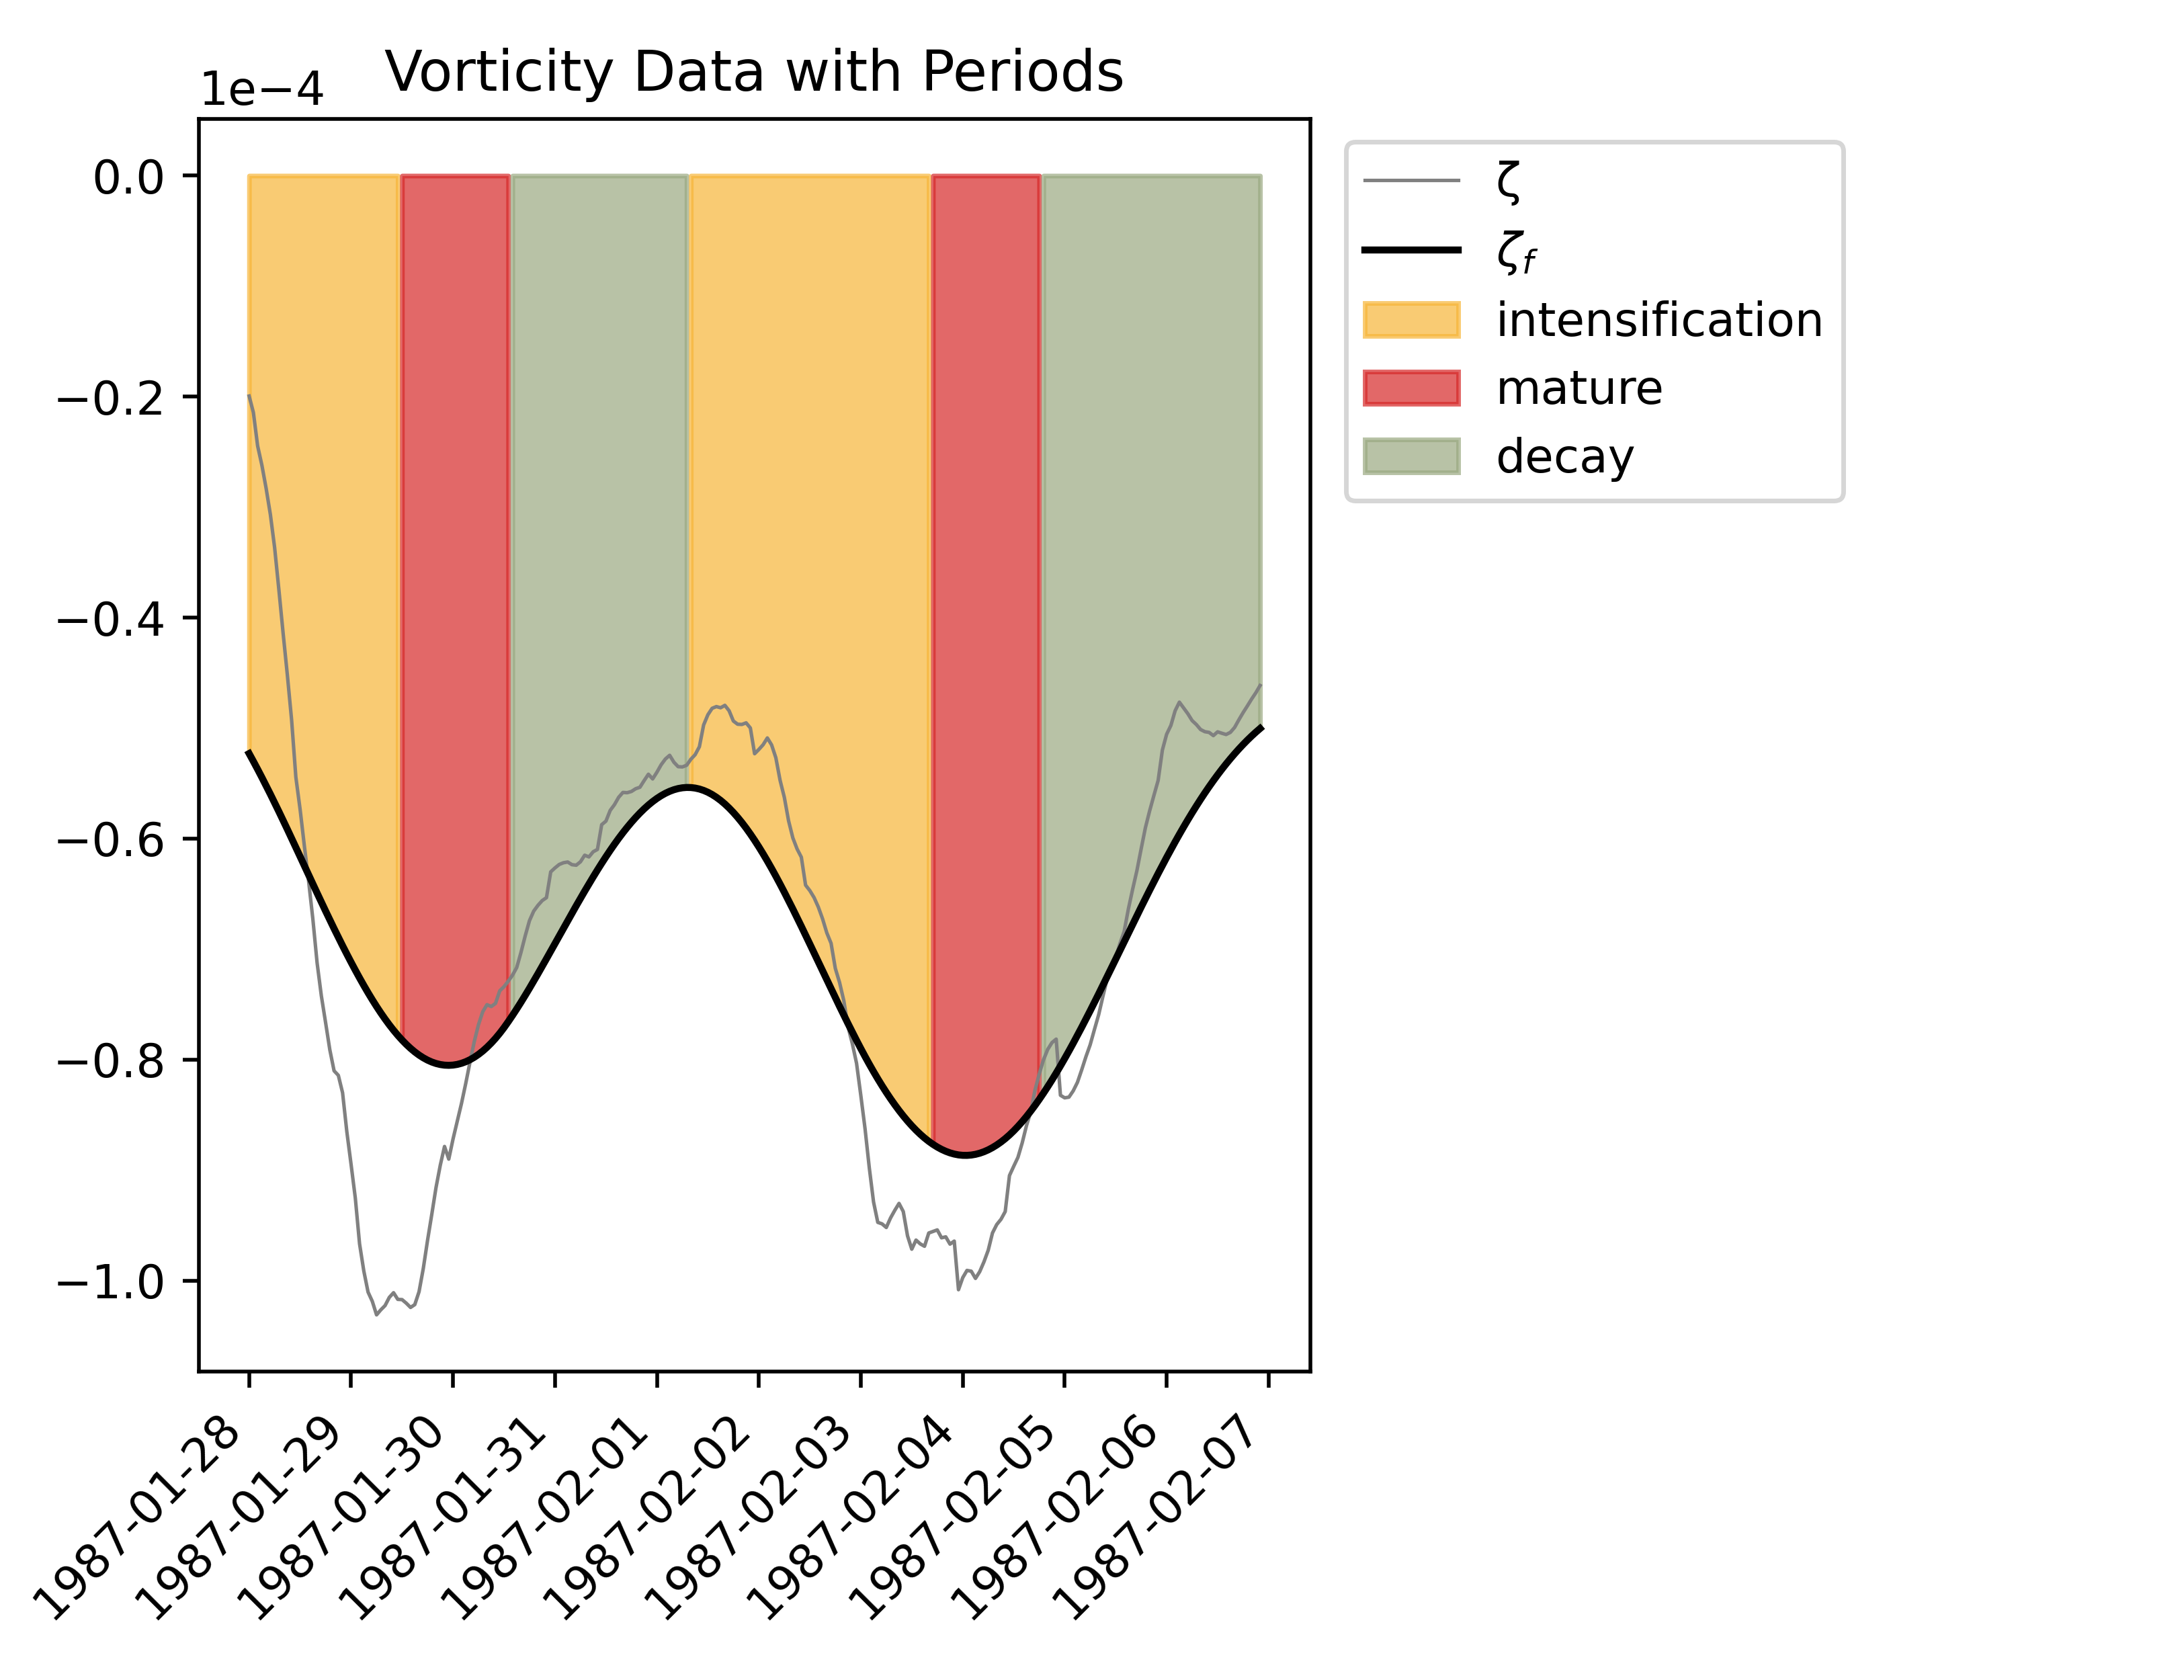 Vorticity Data with Periods
1e−4
0.0
−0.2
−0.4
−0.6
−0.8
−1.0
1987-01-28
1987-01-29
1987-01-30
1987-01-31
1987-02-01
1987-02-02
1987-02-03
1987-02-04
1987-02-05
1987-02-06
1987-02-07
ζ
ζf
intensification
mature
decay